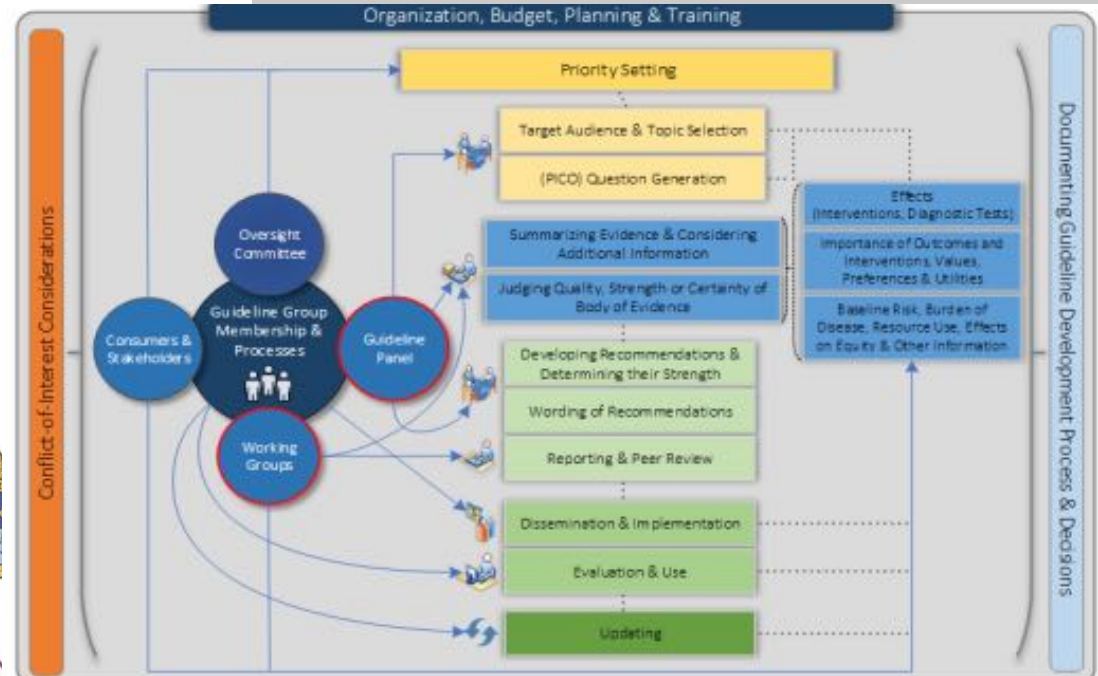 Organization, Budget, Planning & Training
Conflict-of-Interest Considerations
Priority Setting
Target Audience & Topic Selection
(PICO) Question Generation
Oversight
Committee
Guideline Group
Membership &
Processes
Consumers &
Stakeholders
Guideline
Panel
Working
Groups
Summarizing Evidence & Considering
Additional Information
Judging Quality, Strength or Certainty of
Body of Evidence
Effects
(Interventions, Diagnostic Tests)
Importance of Outcomes and
Interventions, Values,
Preferences & Utilities
Baseline Risk, Burden of
Disease, Resource Use, Effects
on Equity & Other Information
Developing Recommendations &
Determining their Strength
Wording of Recommendations
Reporting & Peer Review
Dissemination & Implementation
Evaluation & Use
Updating
Documenting Guideline Development Process & Decisions